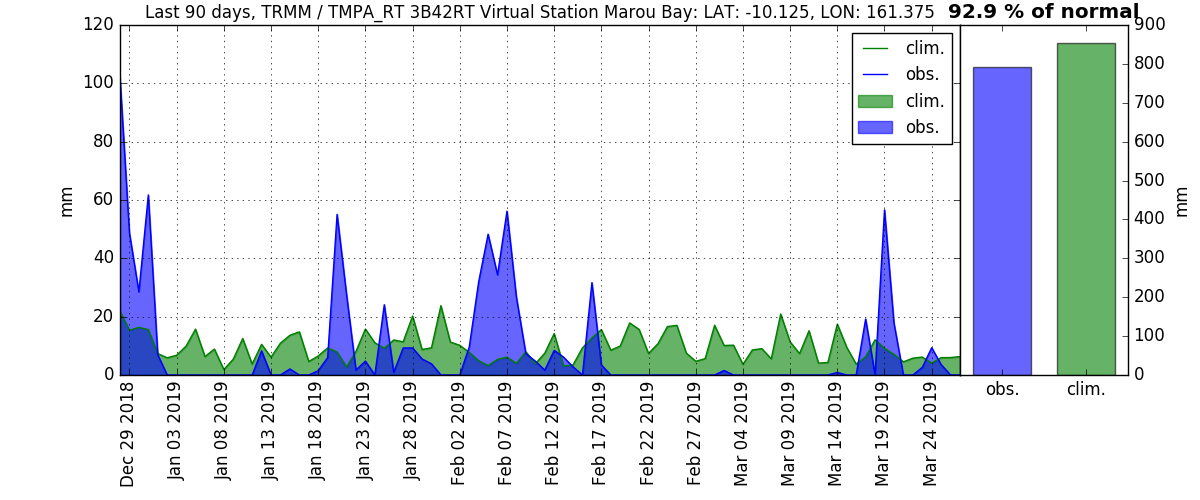 Last 90 days, TRMM / TMPA_RT 3B42RT Virtual Station Marou Bay: LAT: -10.125, LON: 161.375
92.9 % of normal
120
100
80
60
40
20
0
mm
clim.
obs.
clim.
obs.
Dec 29 2018
Jan 03 2019
Jan 08 2019
Jan 13 2019
Jan 18 2019
Jan 23 2019
Jan 28 2019
Feb 02 2019
Feb 07 2019
Feb 12 2019
Feb 17 2019
Feb 22 2019
Feb 27 2019
Mar 04 2019
Mar 09 2019
Mar 14 2019
Mar 19 2019
Mar 24 2019
900
800
700
600
500
400
300
200
100
0
mm
obs.
clim.